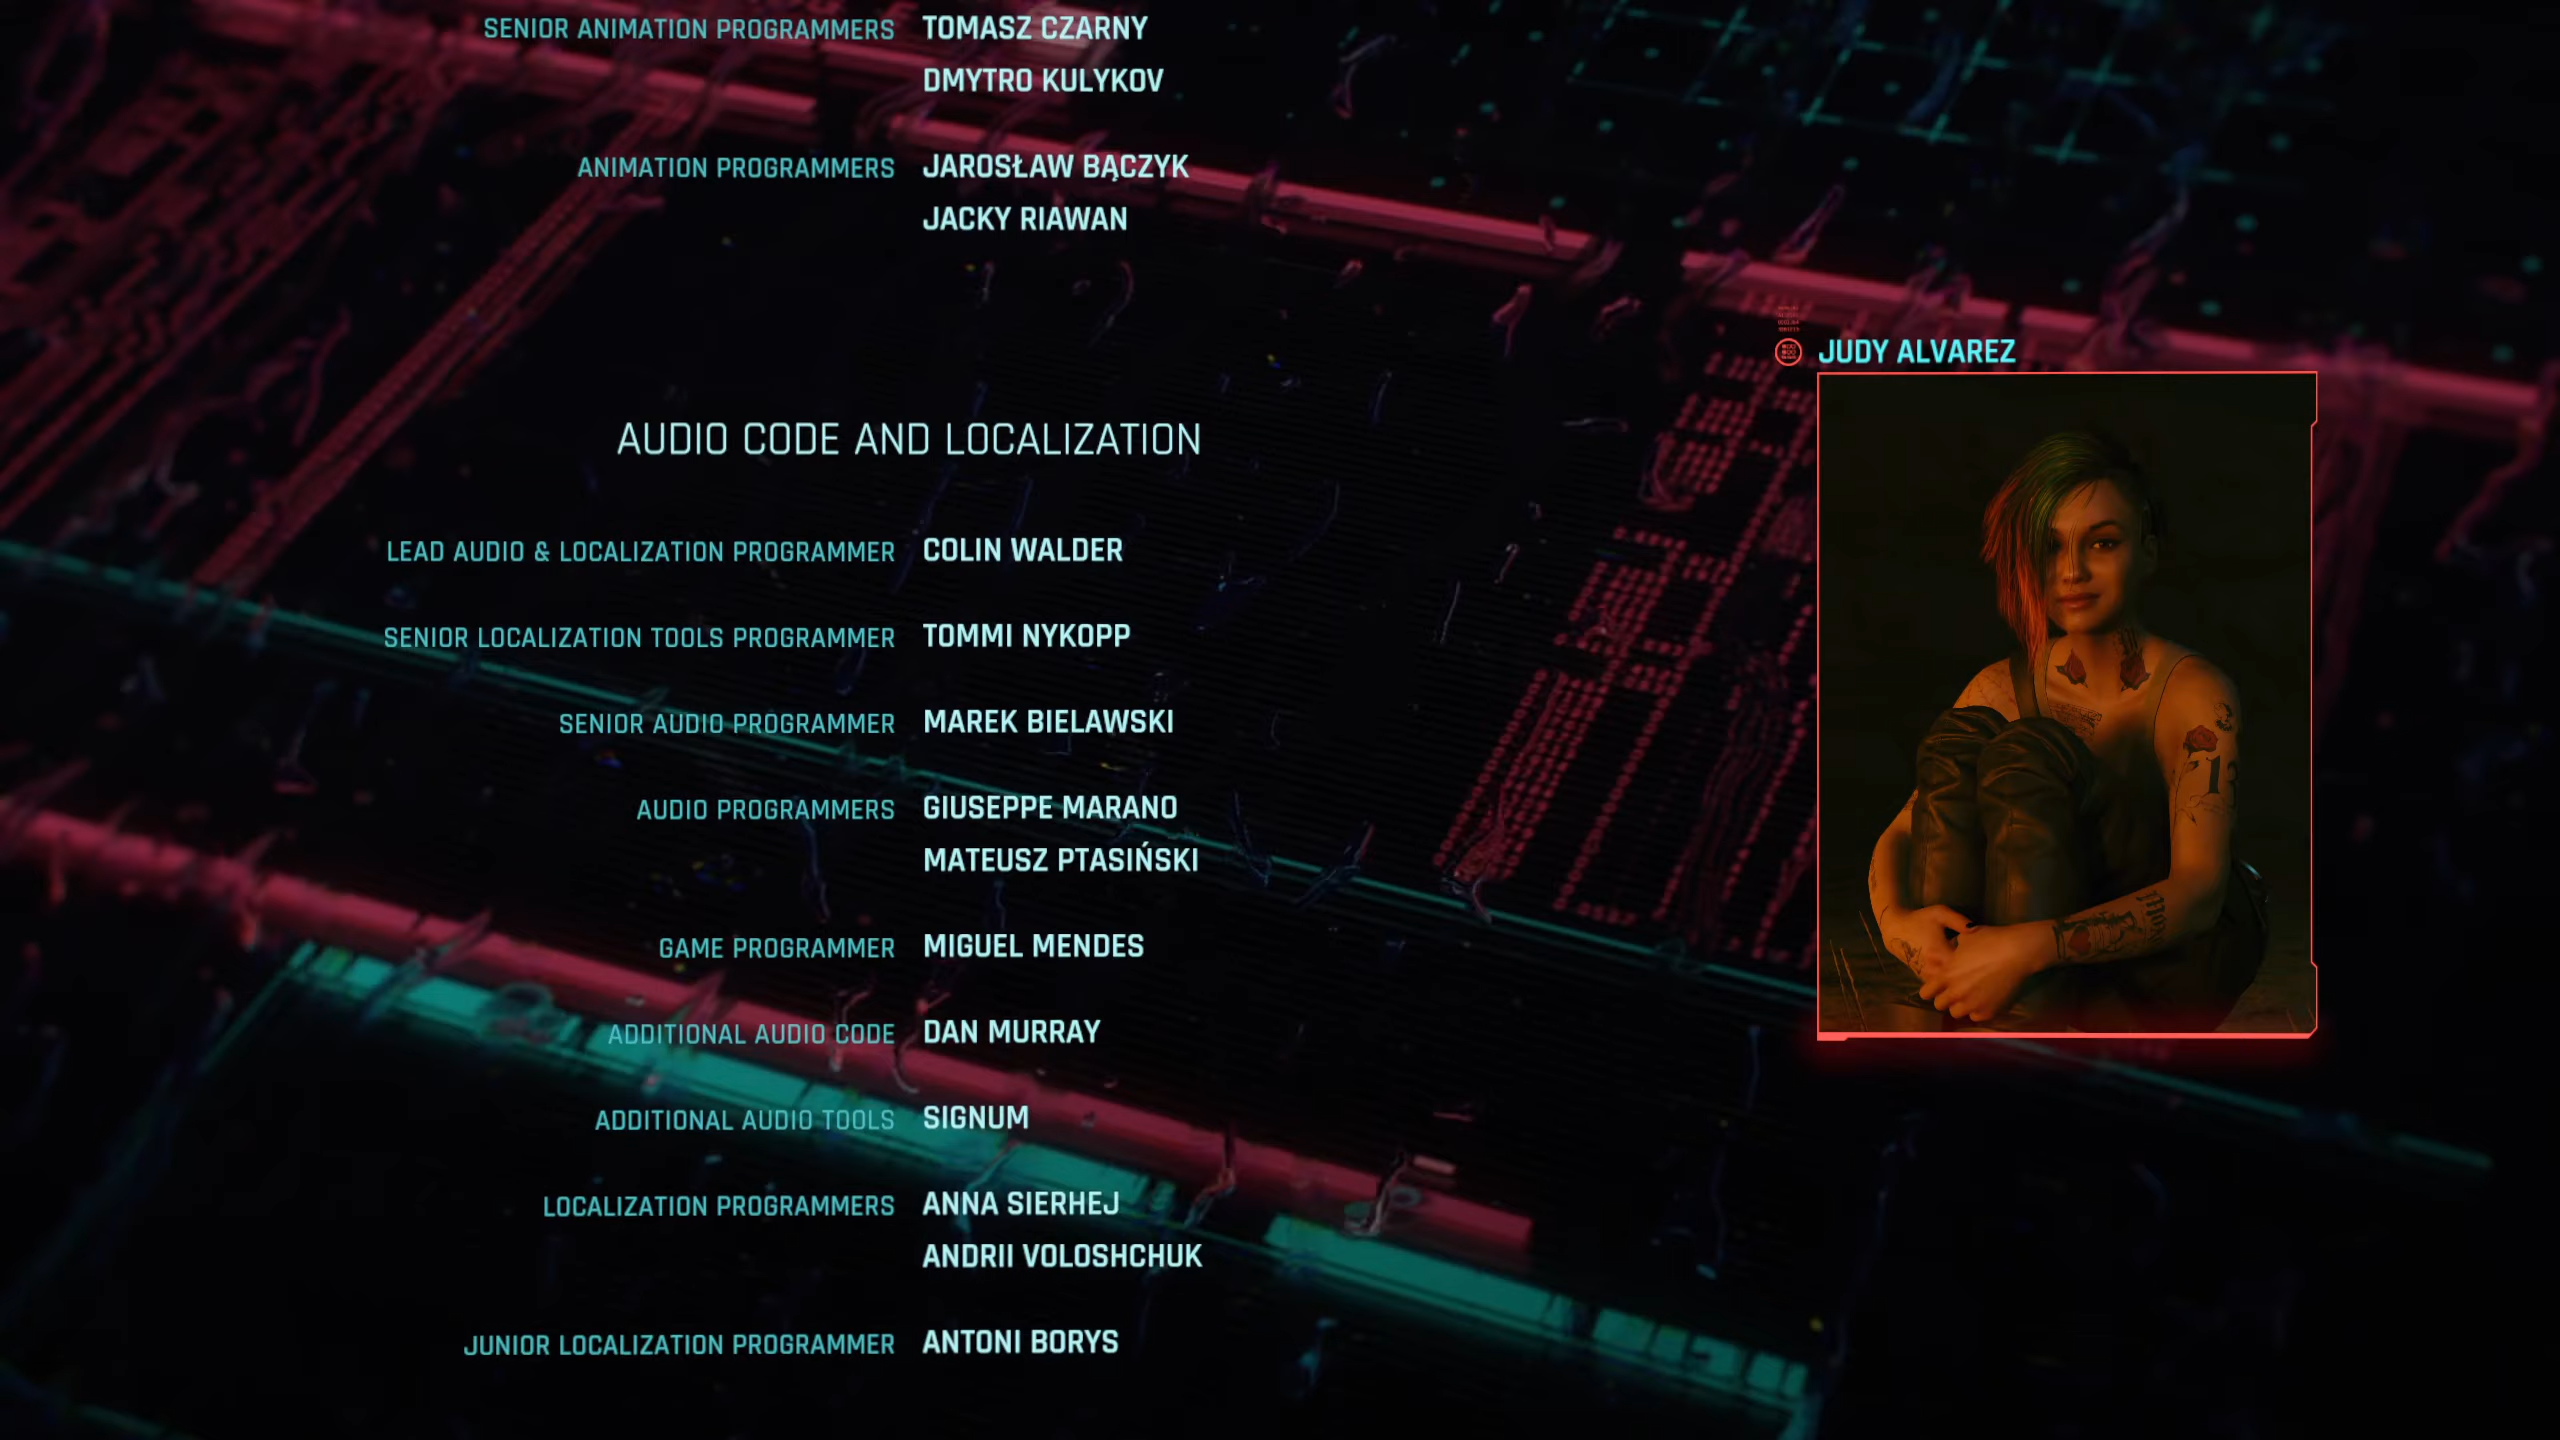 SENIOR ANIMATION PROGRAMMERS TOMASZ CZARNY
DMYTRO KULYKOV
ANIMATION PROGRAMMERS JAROSŁAW BĄCZYK
JACKY RIAWAN
AUDIO CODE AND LOCALIZATION
LEAD AUDIO & LOCALIZATION PROGRAMMER COLIN WALDER
SENIOR LOCALIZATION TOOLS PROGRAMMER TOMMI NYKOPP
SENIOR AUDIO PROGRAMMER MAREK BIELAWSKI
AUDIO PROGRAMMERS GIUSEPPE MARANO
MATEUSZ PTASIŃSKI
GAME PROGRAMMER MIGUEL MENDES
ADDITIONAL AUDIO CODE DAN MURRAY
ADDITIONAL AUDIO TOOLS SIGNUM
LOCALIZATION PROGRAMMERS ANNA SIERHEJ
ANDRII VOLOSHCHUK
JUNIOR LOCALIZATION PROGRAMMER ANTONI BORYS
JUDY ALVAREZ
13